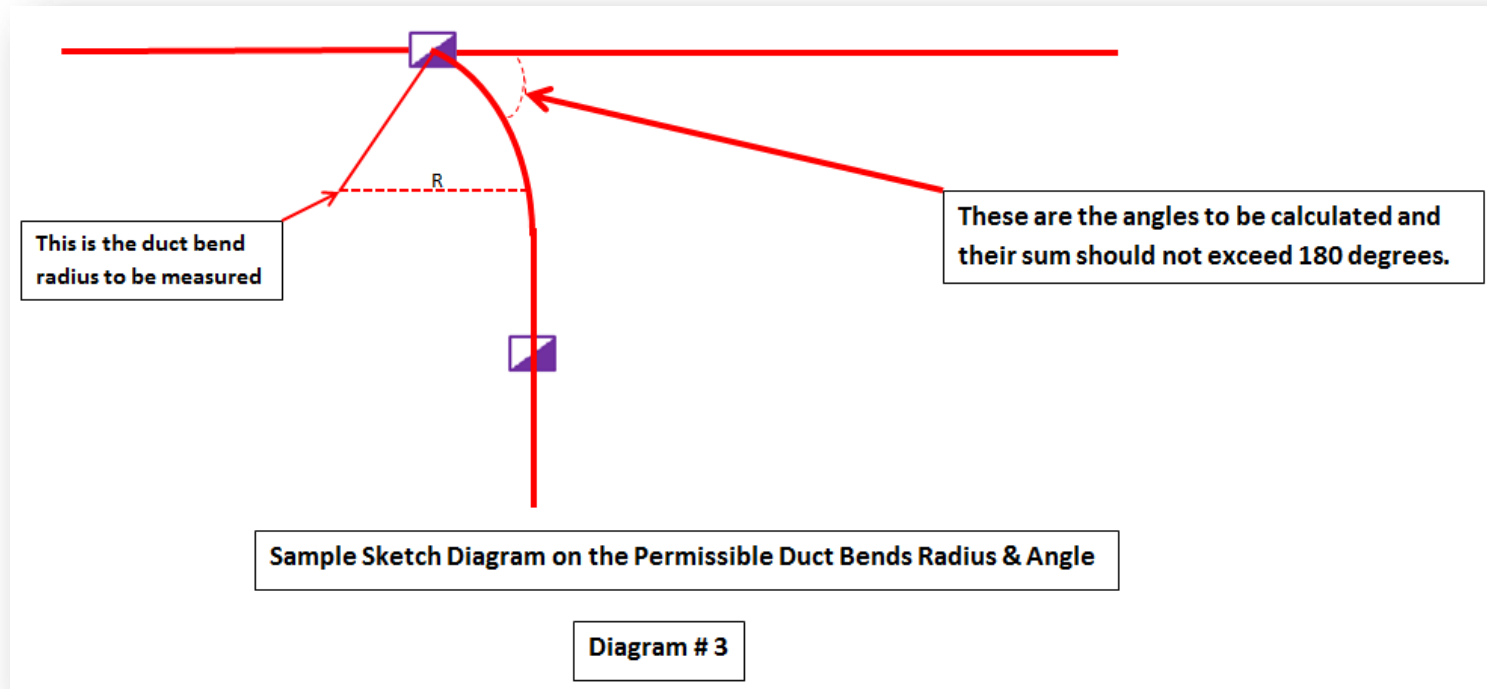 R
This is the duct bend
radius to be measured
These are the angles to be calculated and
their sum should not exceed 180 degrees.
Sample Sketch Diagram on the Permissible Duct Bends Radius & Angle
Diagram # 3